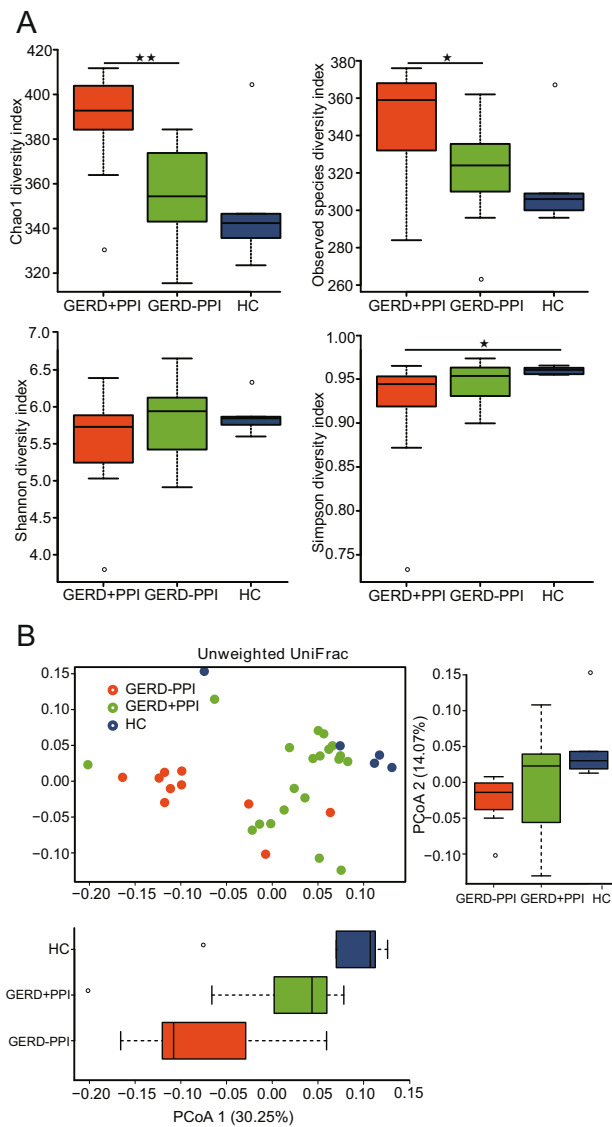 A
★★
Chao1 diversity index
420
400
380
360
340
320
GERD+PPI
GERD-PPI
HC
★
Observed species diversity index
360
340
320
300
280
260
GERD+PPI
GERD-PPI
HC
Shannon diversity index
7.0
6.5
6.0
5.5
5.0
4.5
4.0
GERD+PPI
GERD-PPI
HC
★
Simpson diversity index
1.00
0.95
0.90
0.85
0.80
0.75
GERD+PPI
GERD-PPI
HC
B
Unweighted UniFrac
GERD-PPI
GERD+PPI
HC
0.15
0.10
0.05
0.00
−0.05
−0.10
−0.20
−0.15
−0.10
−0.05
0.00
0.05
0.10
PCoA 2 (14.07%)
0.15
0.10
0.05
0.00
−0.05
−0.10
GERD-PPI
GERD+PPI
HC
HC
GERD+PPI
GERD-PPI
−0.20
−0.15
−0.10
−0.05
0.00
0.05
0.10
0.15
PCoA 1 (30.25%)